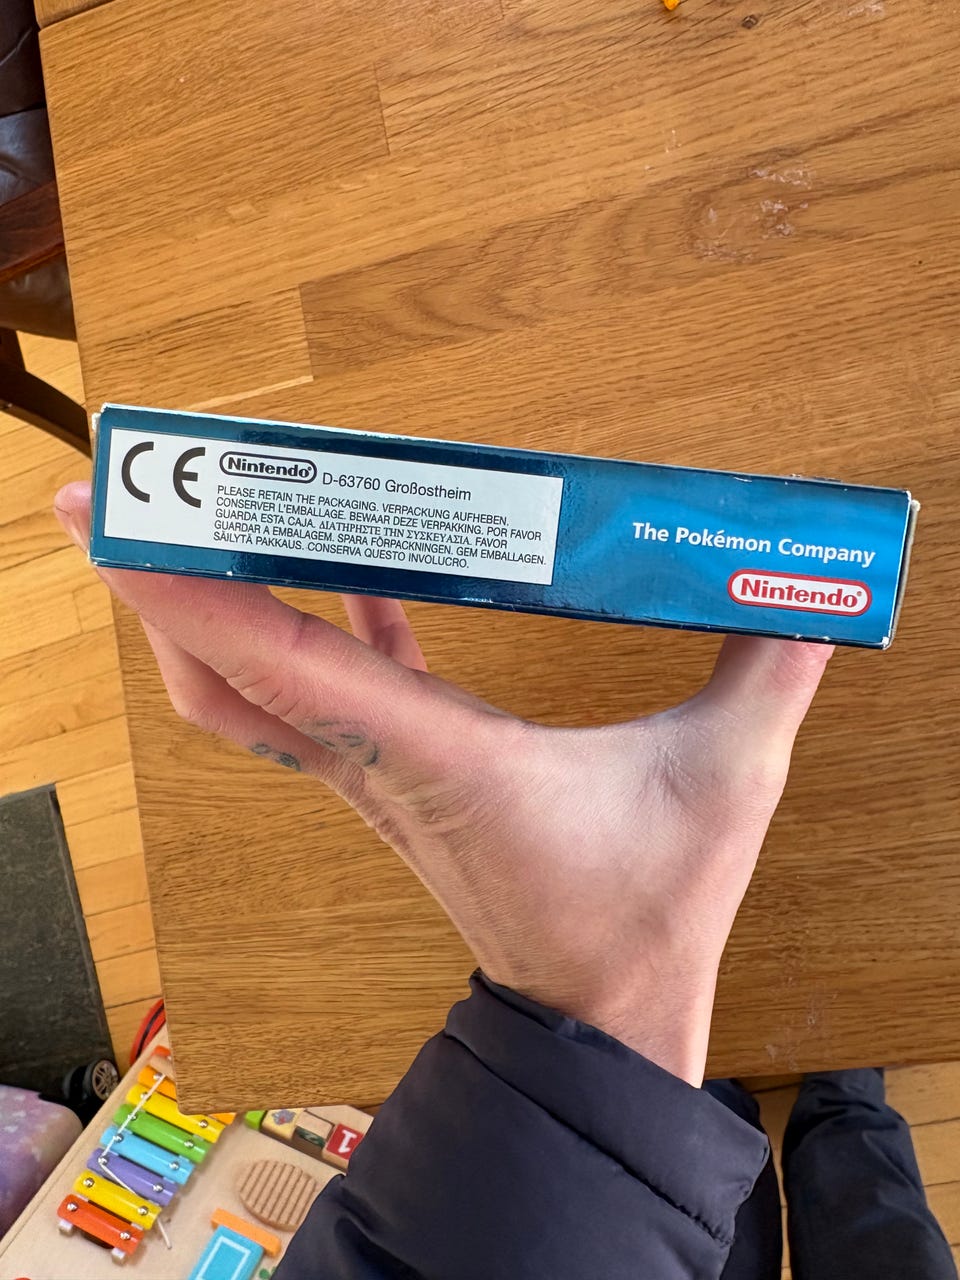 CE
Nintendo® D-63760 Großostheim
PLEASE RETAIN THE PACKAGING. VERPACKUNG AUFHEBEN.
CONSERVER L'EMBALLAGE. BEWAAR DEZE VERPAKKING. POR FAVOR
GUARDA ESTA CAJA. ΔΙΑΤΗΡΗΣΤΕ ΤΗΝ ΣΥΣΚΕΥΑΣΙΑ. FAVOR
GUARDAR A EMBALAGEM. SPARA FÖRPACKNINGEN. GEM EMBALLAGEN.
SÄILYTÄ PAKKAUS. CONSERVA QUESTO INVOLUCRO.
The Pokémon Company
Nintendo®
1